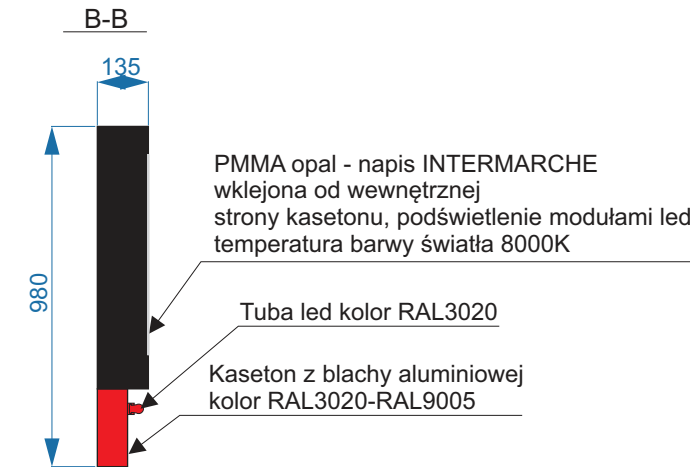 B-B
135
980
PMMA opal - napis INTERMARCHE
wklejona od wewnętrznej
strony kasetonu, podświetlenie modułami led
temperatura barwy światła 8000K
Tuba led kolor RAL3020
Kaseton z blachy aluminiowej
kolor RAL3020-RAL9005